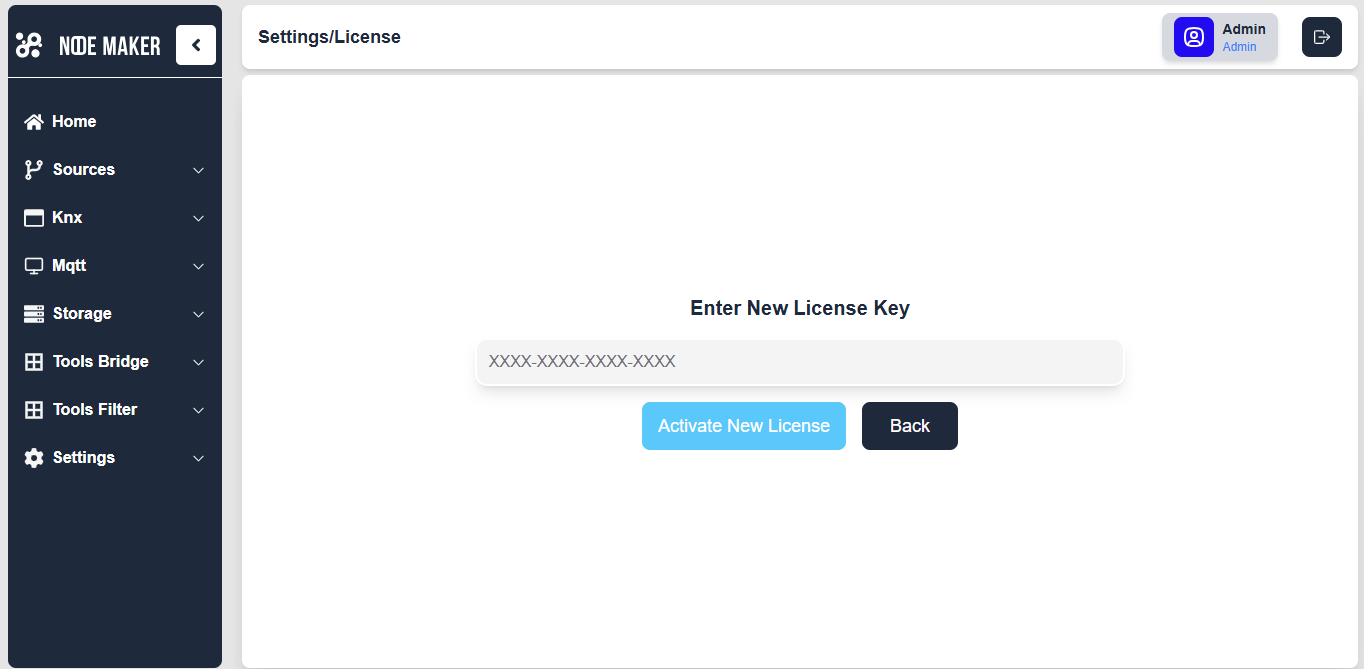 NODE MAKER
Settings/License
Admin
Admin
Home
Sources
Knx
Mqtt
Storage
Tools Bridge
Tools Filter
Settings
Enter New License Key
XXXX-XXXX-XXXX-XXXX
Activate New License
Back